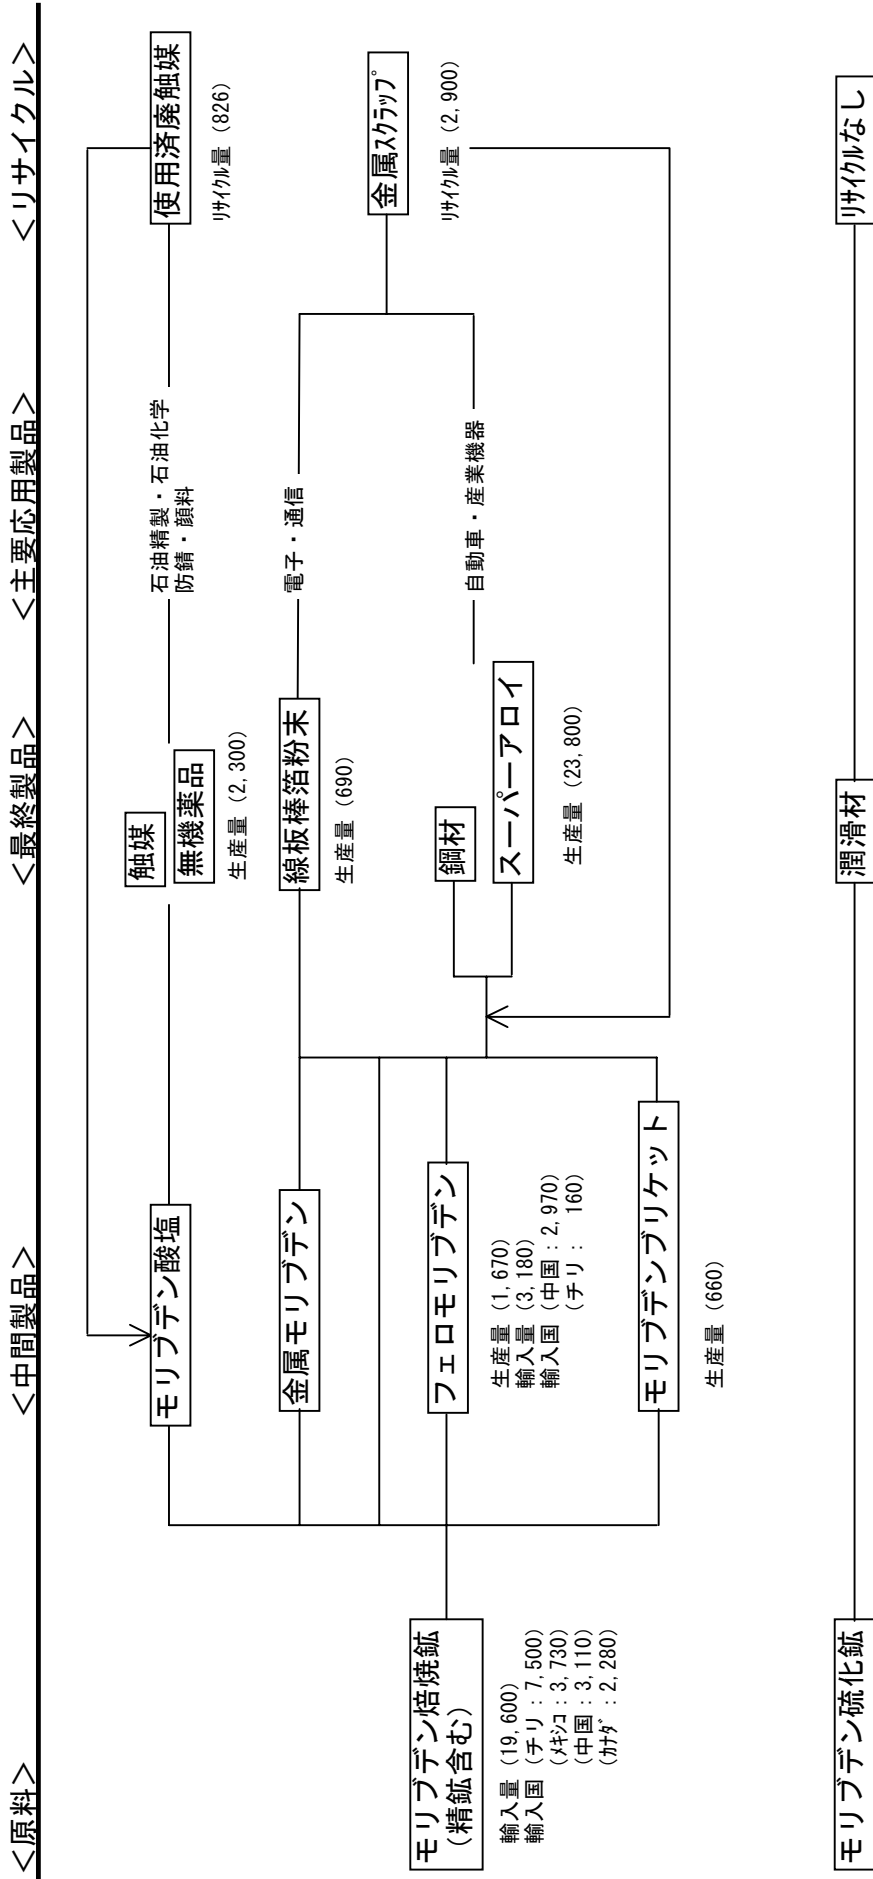 ＜原料＞
＜中間製品＞
＜最終製品＞
＜主要応用製品＞
＜リサイクル＞
モリブデン焙焼鉱
（精鉱含む）
輸入量（19,600）
輸入国（チリ：7,500）
（ﾒｷｼｺ：3,730）
（中国：3,110）
（ｶﾅﾀﾞ：2,280）
モリブデン酸塩
金属モリブデン
フェロモリブデン
生産量（1,670）
輸入量（3,180）
輸入国（中国：2,970）
（チリ： 160）
モリブデンブリケット
生産量（660）
触媒
無機薬品
生産量（2,300）
線板棒箔粉末
生産量（690）
鋼材
スーパーアロイ
生産量（23,800）
石油精製・石油化学
防錆・顔料
電子・通信
自動車・産業機器
使用済廃触媒
ﾘｻｲｸﾙ量（826）
金属ｽｸﾗｯﾌﾟ
ﾘｻｲｸﾙ量（2,900）
モリブデン硫化鉱
潤滑材
ﾘｻｲｸﾙなし